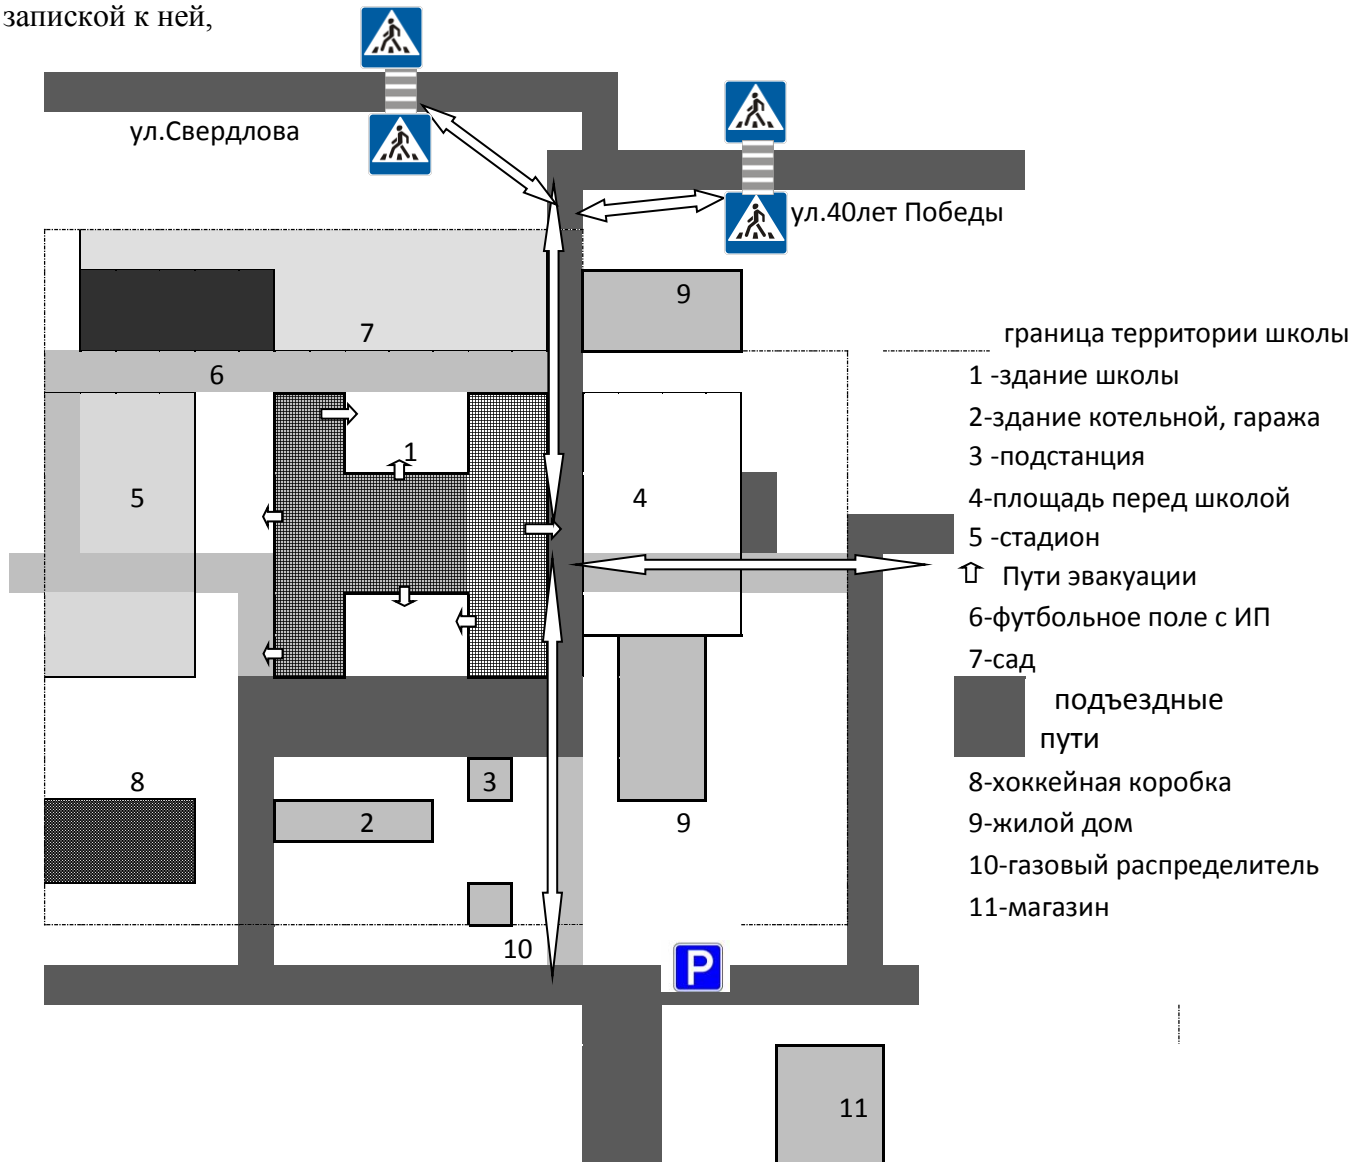 запиской к ней,
ул.Свердлова
ул.40лет Победы
9
7
6
1
5
4
8
3
2
9
10
P
11
граница территории школы
1 -здание школы
2-здание котельной, гаража
3 -подстанция
4-площадь перед школой
5 -стадион
Пути эвакуации
6-футбольное поле с ИП
7-сад
подъездные
пути
8-хоккейная коробка
9-жилой дом
10-газовый распределитель
11-магазин